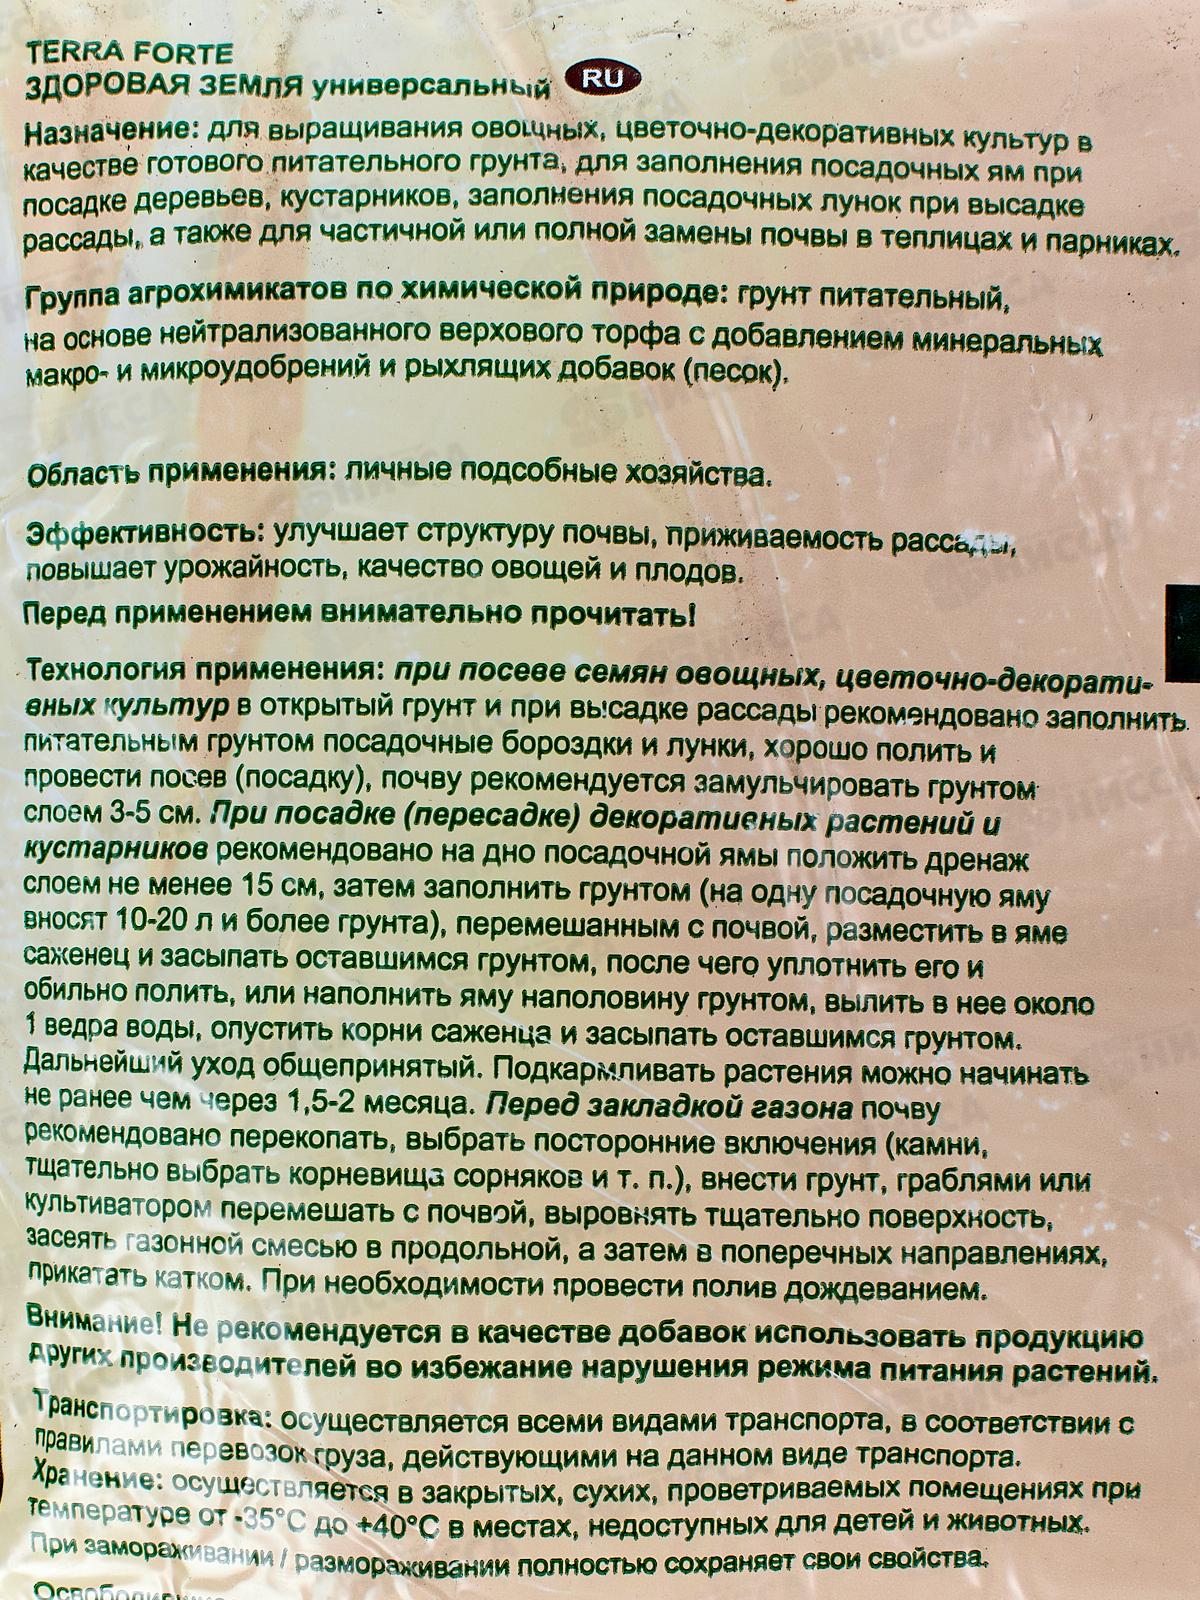 TERRA FORTE
ЗДОРОВАЯ ЗЕМЛЯ универсальный RU
Назначение: для выращивания овощных, цветочно-декоративных культур в
качестве готового питательного грунта, для заполнения посадочных ям при
посадке деревьев, кустарников, заполнения посадочных лунок при высадке
рассады, а также для частичной или полной замены почвы в теплицах и парниках.
Группа агрохимикатов по химической природе: грунт питательный,
на основе нейтрализованного верхового торфа с добавлением минеральных
макро- и микроудобрений и рыхлящих добавок (песок).
Область применения: личные подсобные хозяйства.
Эффективность: улучшает структуру почвы, приживаемость рассады,
повышает урожайность, качество овощей и плодов.
Перед применением внимательно прочитать!
Технология применения: при посеве семян овощных, цветочно-декорати-
вных культур в открытый грунт и при высадке рассады рекомендовано заполнить
питательным грунтом посадочные бороздки и лунки, хорошо полить и
провести посев (посадку), почву рекомендуется замульчировать грунтом
слоем 3-5 см. При посадке (пересадке) декоративных растений и
кустарников рекомендовано на дно посадочной ямы положить дренаж
слоем не менее 15 см, затем заполнить грунтом (на одну посадочную яму
вносят 10-20 л и более грунта), перемешанным с почвой, разместить в яме
саженец и засыпать оставшимся грунтом, после чего уплотнить его и
обильно полить, или наполнить яму наполовину грунтом, вылить в нее около
1 ведра воды, опустить корни саженца и засыпать оставшимся грунтом.
Дальнейший уход общепринятый. Подкармливать растения можно начинать
не ранее чем через 1,5-2 месяца. Перед закладкой газона почву
рекомендовано перекопать, выбрать посторонние включения (камни,
тщательно выбрать корневища сорняков и т. п.), внести грунт, граблями или
культиватором перемешать с почвой, выровнять тщательно поверхность,
засеять газонной смесью в продольной, а затем в поперечных направлениях,
прикатать катком. При необходимости провести полив дождеванием.
Внимание! Не рекомендуется в качестве добавок использовать продукцию
других производителей во избежание нарушения режима питания растений.
Транспортировка: осуществляется всеми видами транспорта, в соответствии с
правилами перевозок груза, действующими на данном виде транспорта.
Хранение: осуществляется в закрытых, сухих, проветриваемых помещениях при
температуре от -35°С до +40°С в местах, недоступных для детей и животных.
При замораживании / размораживании полностью сохраняет свои свойства.